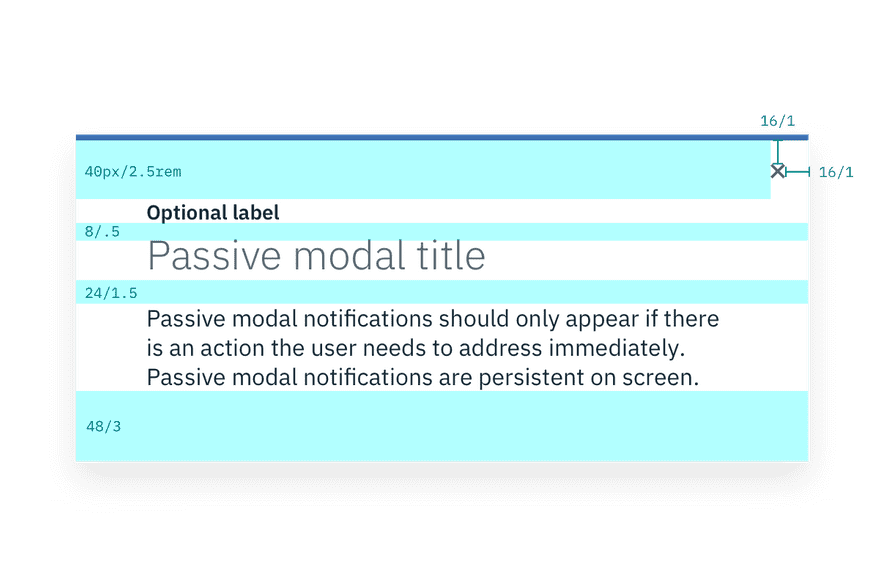 16/1
40px/2.5rem
16/1
Optional label
8/.5
Passive modal title
24/1.5
Passive modal notifications should only appear if there
is an action the user needs to address immediately.
Passive modal notifications are persistent on screen.
48/3